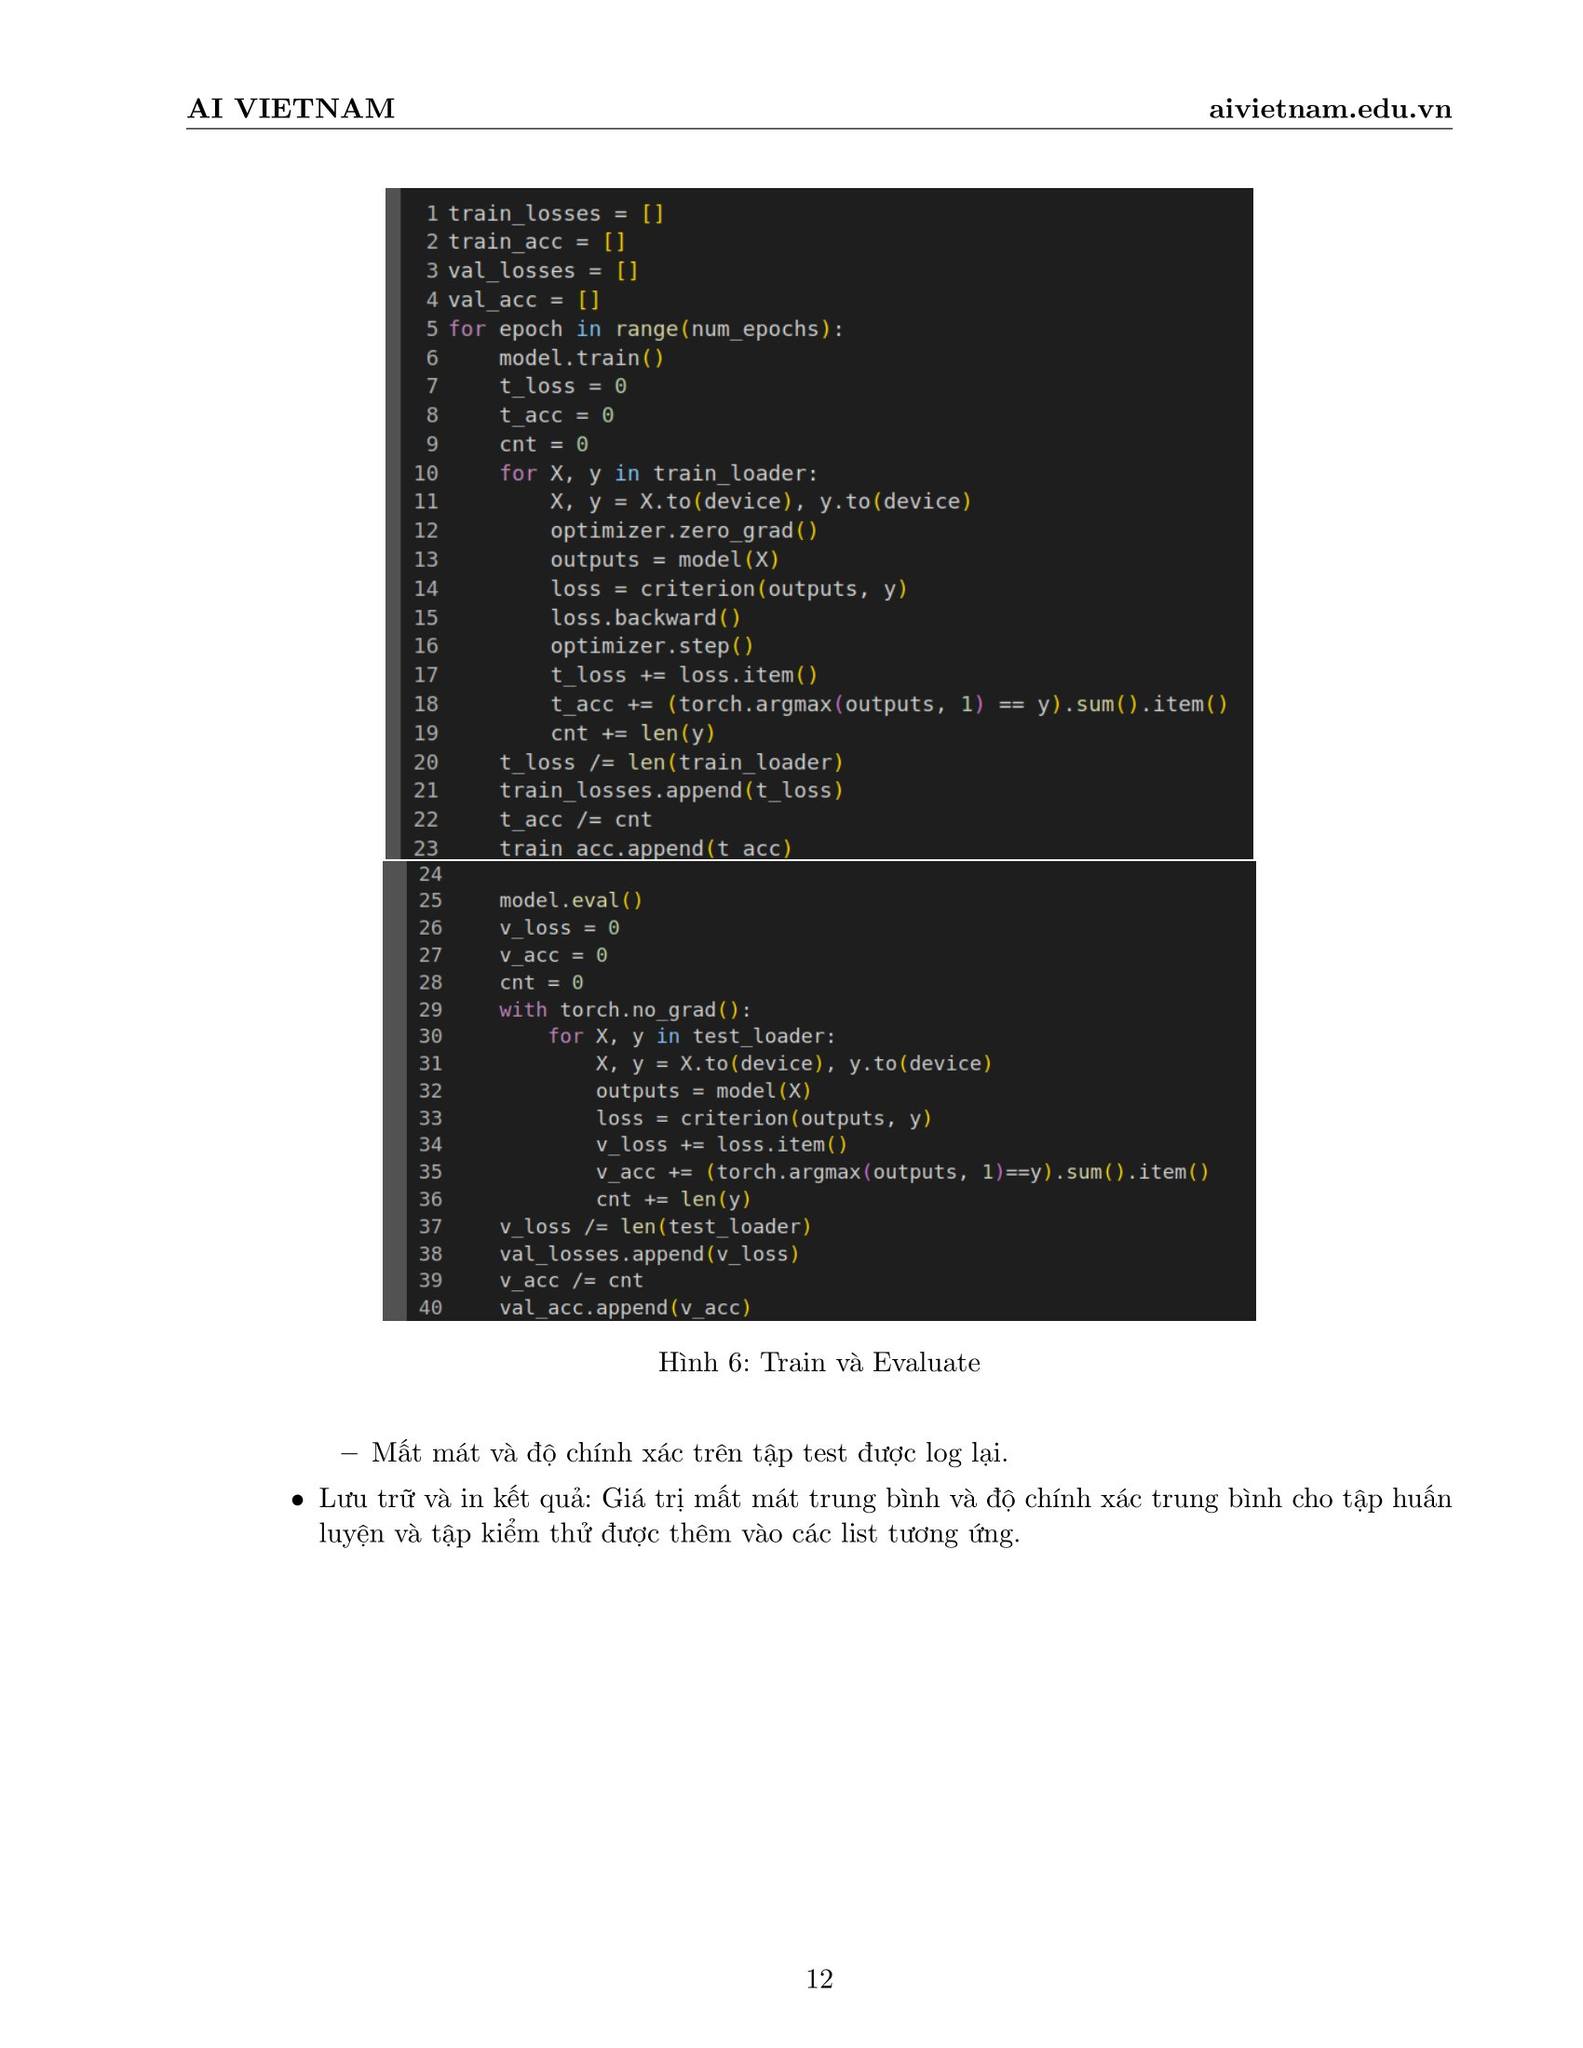 AI VIETNAM aivietnam.edu.vn
1 train_losses = []
2 train_acc = []
3 val_losses = []
4 val_acc = []
5 for epoch in range(num_epochs):
6     model.train()
7     t_loss = 0
8     t_acc = 0
9     cnt = 0
10     for X, y in train_loader:
11         X, y = X.to(device), y.to(device)
12         optimizer.zero_grad()
13         outputs = model(X)
14         loss = criterion(outputs, y)
15         loss.backward()
16         optimizer.step()
17         t_loss += loss.item()
18         t_acc += (torch.argmax(outputs, 1) == y).sum().item()
19         cnt += len(y)
20     t_loss /= len(train_loader)
21     train_losses.append(t_loss)
22     t_acc /= cnt
23     train_acc.append(t_acc)
24
25     model.eval()
26     v_loss = 0
27     v_acc = 0
28     cnt = 0
29     with torch.no_grad():
30         for X, y in test_loader:
31             X, y = X.to(device), y.to(device)
32             outputs = model(X)
33             loss = criterion(outputs, y)
34             v_loss += loss.item()
35             v_acc += (torch.argmax(outputs, 1)==y).sum().item()
36             cnt += len(y)
37     v_loss /= len(test_loader)
38     val_losses.append(v_loss)
39     v_acc /= cnt
40     val_acc.append(v_acc)
Hình 6: Train và Evaluate
– Mất mát và độ chính xác trên tập test được log lại.
• Lưu trữ và in kết quả: Giá trị mất mát trung bình và độ chính xác trung bình cho tập huấn
luyện và tập kiểm thử được thêm vào các list tương ứng.
12